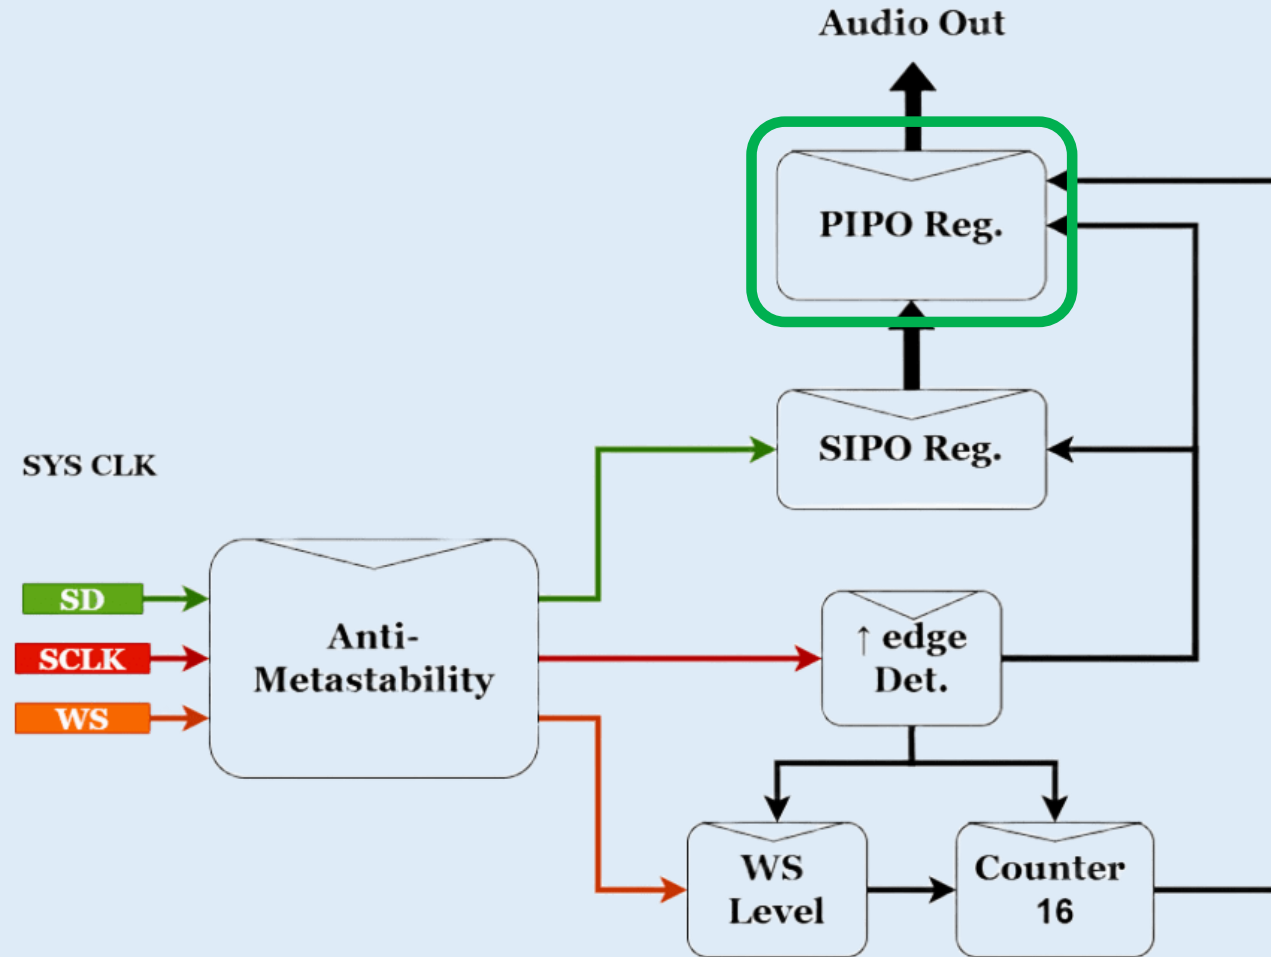 Audio Out
PIPO Reg.
SIPO Reg.
SYS CLK
SD
SCLK
WS
Anti-
Metastability
↑ edge
Det.
WS
Level
Counter
16